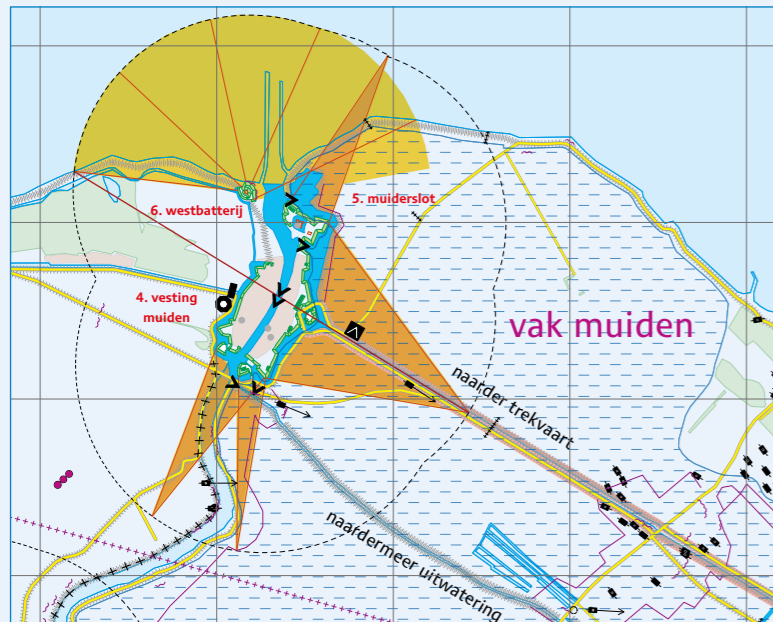 5. muiderslot
6. westbatterij
4. vesting
muiden
vak muiden
naarder trekvaart
naardermeer uitwatering